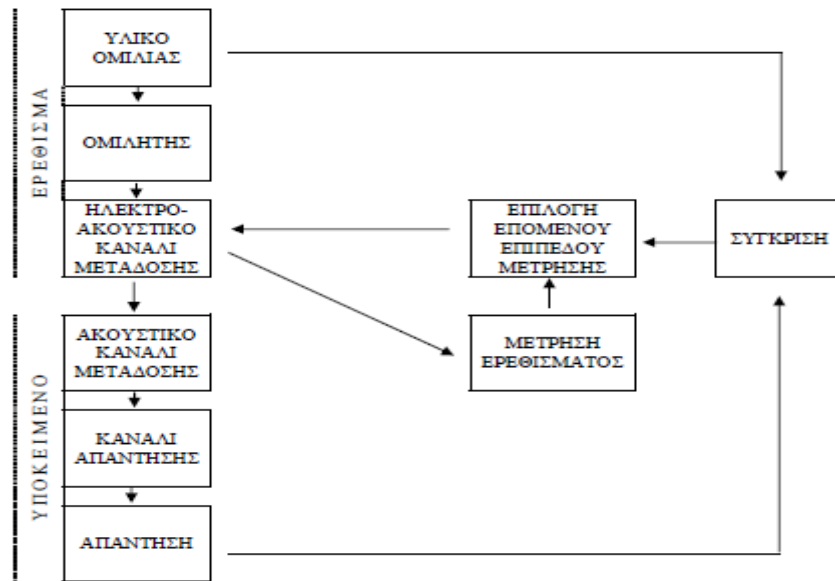 ΕΡΕΘΙΣΜΑ
ΥΛΙΚΟ
ΟΜΙΛΙΑΣ
ΟΜΙΛΗΤΗΣ
ΗΛΕΚΤΡΟ-
ΑΚΟΥΣΤΙΚΟ
ΚΑΝΑΛΙ
ΜΕΤΑΔΟΣΗΣ
ΕΠΙΛΟΓΗ
ΕΠΟΜΕΝΟΥ
ΕΠΙΠΕΔΟΥ
ΜΕΤΡΗΣΗΣ
ΣΥΓΚΡΙΣΗ
ΥΠΟΚΕΙΜΕΝΟ
ΑΚΟΥΣΤΙΚΟ
ΚΑΝΑΛΙ
ΜΕΤΑΔΟΣΗΣ
ΜΕΤΡΗΣΗ
ΕΡΕΘΙΣΜΑΤΟΣ
ΚΑΝΑΛΙ
ΑΠΑΝΤΗΣΗΣ
ΑΠΑΝΤΗΣΗ